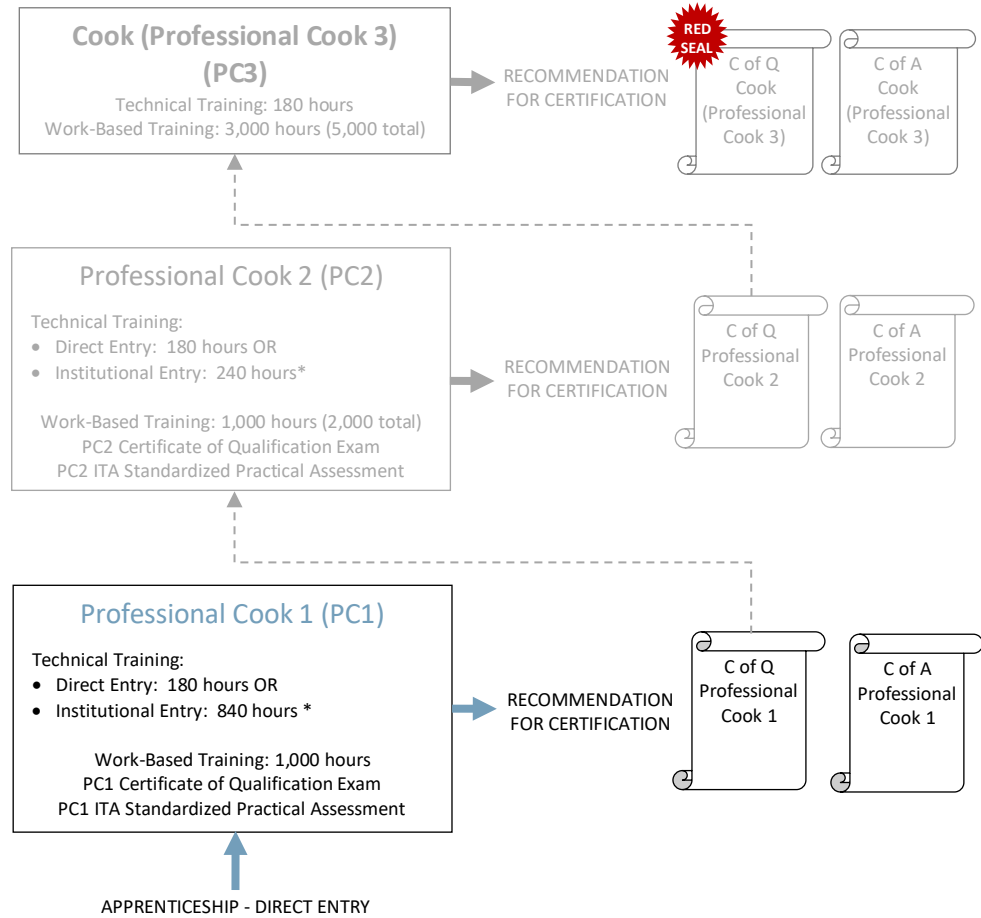 Cook (Professional Cook 3)
(PC3)
Technical Training: 180 hours
Work-Based Training: 3,000 hours (5,000 total)
RECOMMENDATION
FOR CERTIFICATION
RED
SEAL
C of Q
Cook
(Professional
Cook 3)
C of A
Cook
(Professional
Cook 3)
Professional Cook 2 (PC2)
Technical Training:
• Direct Entry: 180 hours OR
• Institutional Entry: 240 hours*
Work-Based Training: 1,000 hours (2,000 total)
PC2 Certificate of Qualification Exam
PC2 ITA Standardized Practical Assessment
RECOMMENDATION
FOR CERTIFICATION
C of Q
Professional
Cook 2
C of A
Professional
Cook 2
Professional Cook 1 (PC1)
Technical Training:
• Direct Entry: 180 hours OR
• Institutional Entry: 840 hours *
Work-Based Training: 1,000 hours
PC1 Certificate of Qualification Exam
PC1 ITA Standardized Practical Assessment
RECOMMENDATION
FOR CERTIFICATION
C of Q
Professional
Cook 1
C of A
Professional
Cook 1
APPRENTICESHIP - DIRECT ENTRY